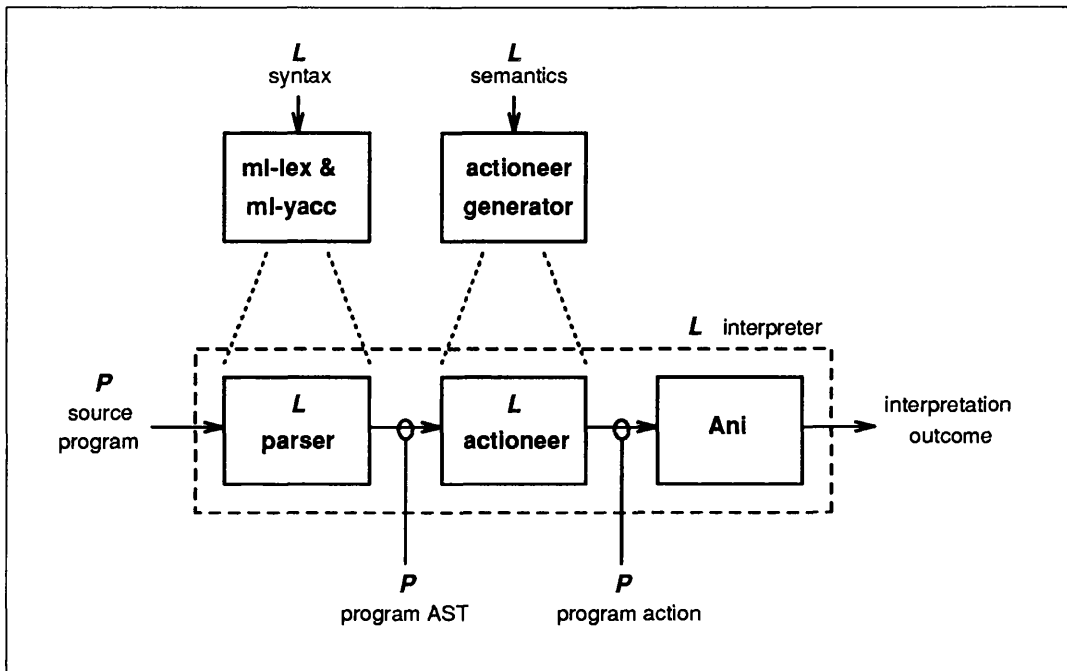 L
syntax
L
semantics
ml-lex &
ml-yacc
actioneer
generator
L interpreter
P
source
program
L
parser
L
actioneer
Ani
interpretation
outcome
P
program AST
P
program action